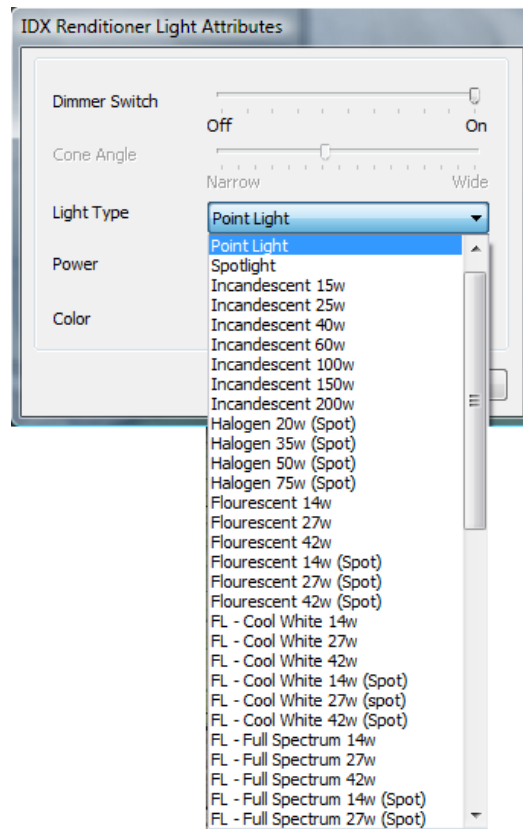 IDX Renditioner Light Attributes
Dimmer Switch
Off On
Cone Angle
Narrow Wide
Light Type Point Light
Power
Color
Point Light
Spotlight
Incandescent 15w
Incandescent 25w
Incandescent 40w
Incandescent 60w
Incandescent 100w
Incandescent 150w
Incandescent 200w
Halogen 20w (Spot)
Halogen 35w (Spot)
Halogen 50w (Spot)
Halogen 75w (Spot)
Flourescent 14w
Flourescent 27w
Flourescent 42w
Flourescent 14w (Spot)
Flourescent 27w (Spot)
Flourescent 42w (Spot)
FL - Cool White 14w
FL - Cool White 27w
FL - Cool White 42w
FL - Cool White 14w (Spot)
FL - Cool White 27w (spot)
FL - Cool White 42w (Spot)
FL - Full Spectrum 14w
FL - Full Spectrum 27w
FL - Full Spectrum 42w
FL - Full Spectrum 14w (Spot)
FL - Full Spectrum 27w (Spot)